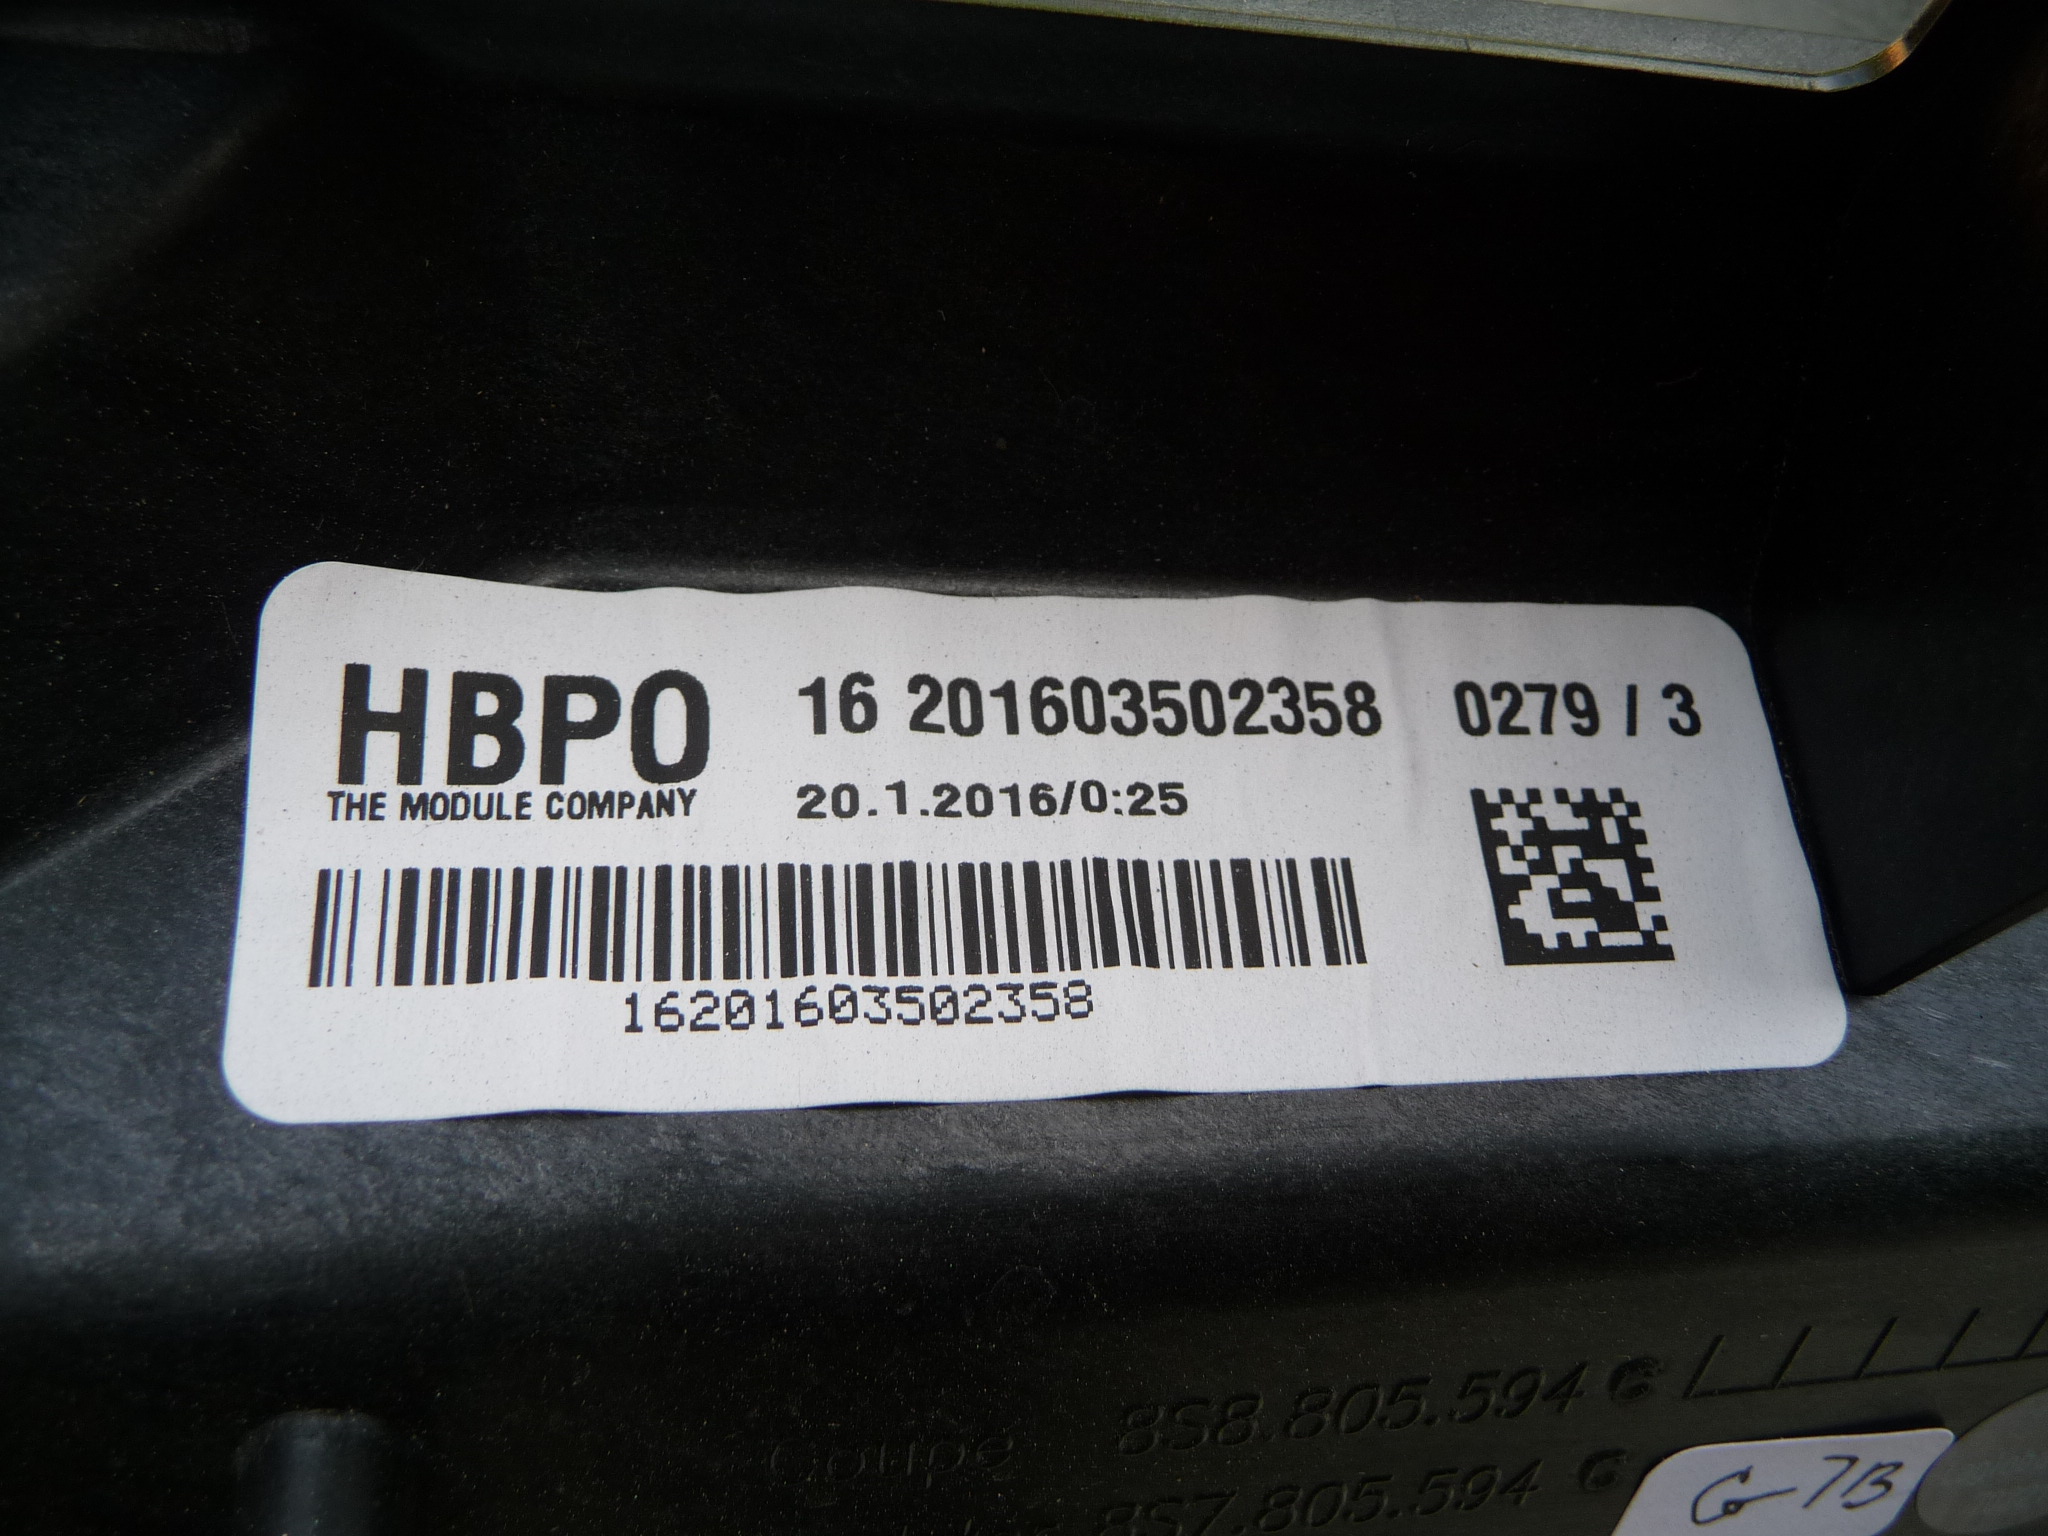 HBPO 16 201603502358 0279 / 3
THE MODULE COMPANY 20.1.2016/0:25
16201603502358
Coupe 8S8.805.594 G
8S7.805.594 G
G-7B